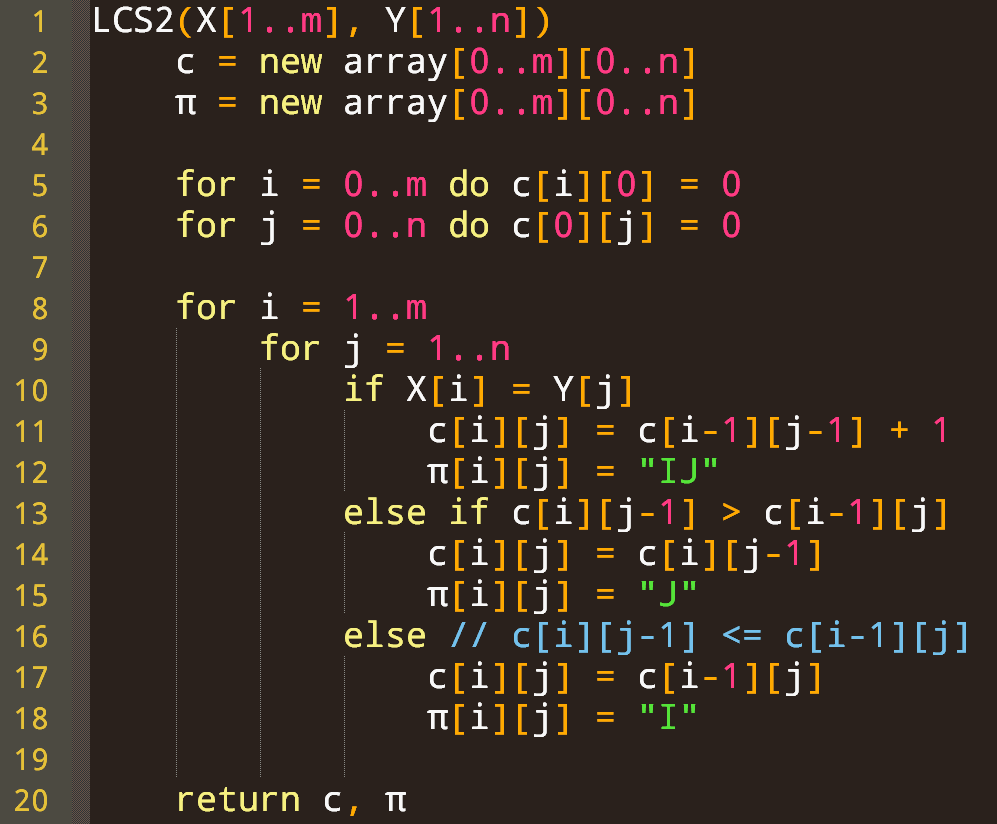 1 LCS2(X[1..m], Y[1..n])
2     c = new array[0..m][0..n]
3     π = new array[0..m][0..n]
4
5     for i = 0..m do c[i][0] = 0
6     for j = 0..n do c[0][j] = 0
7
8     for i = 1..m
9         for j = 1..n
10             if X[i] = Y[j]
11                 c[i][j] = c[i-1][j-1] + 1
12                 π[i][j] = "IJ"
13             else if c[i][j-1] > c[i-1][j]
14                 c[i][j] = c[i][j-1]
15                 π[i][j] = "J"
16             else // c[i][j-1] <= c[i-1][j]
17                 c[i][j] = c[i-1][j]
18                 π[i][j] = "I"
19
20     return c, π